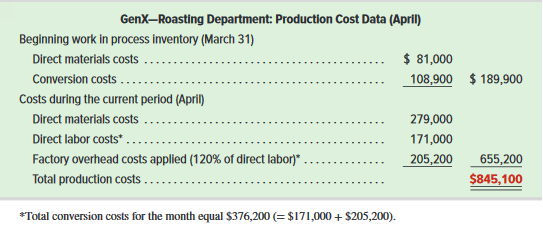 GenX—Roasting Department: Production Cost Data (April)
Beginning work in process inventory (March 31)
Direct materials costs .......................................... $ 81,000
Conversion costs .............................................. 108,900 $ 189,900
Costs during the current period (April)
Direct materials costs .......................................... 279,000
Direct labor costs* .............................................. 171,000
Factory overhead costs applied (120% of direct labor)* .............. 205,200 655,200
Total production costs .......................................... $845,100
*Total conversion costs for the month equal $376,200 (= $171,000 + $205,200).